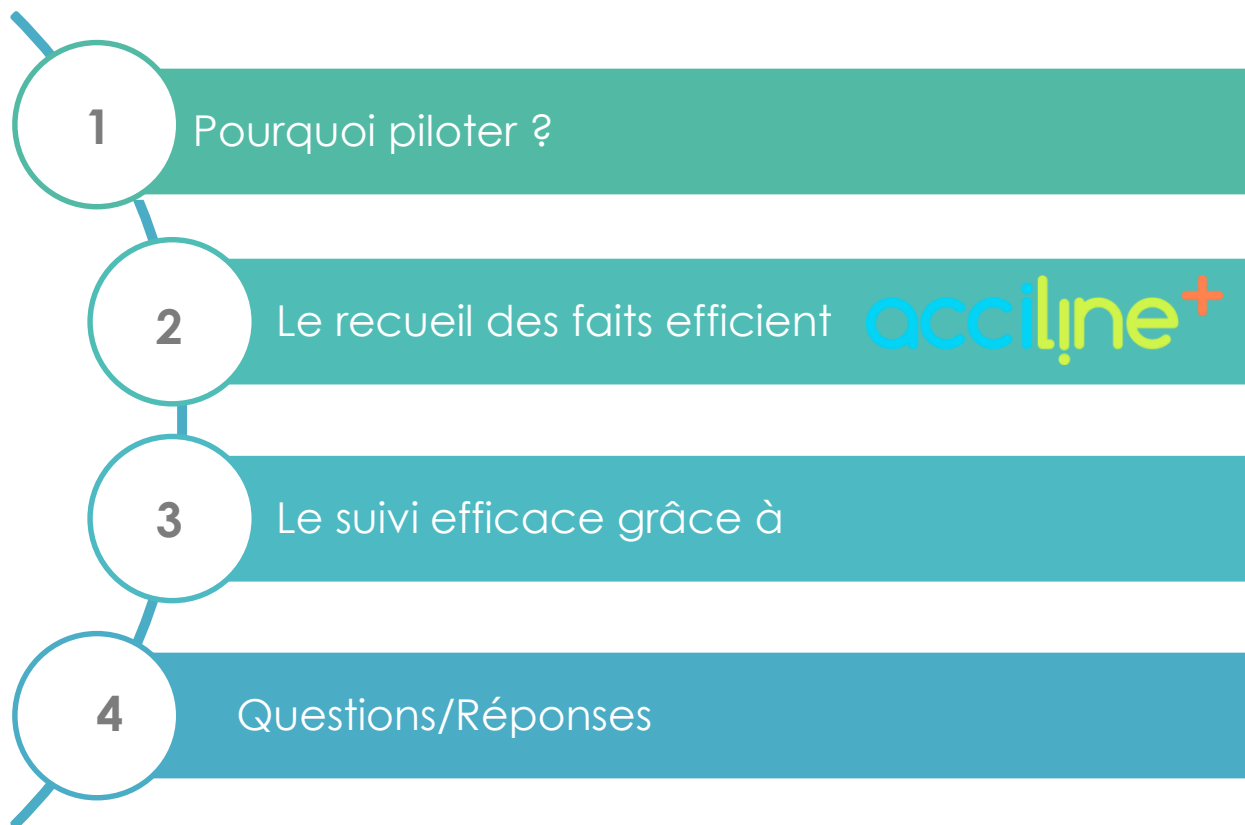 1
Pourquoi piloter ?
2
Le recueil des faits efficient
acciline+
3
Le suivi efficace grâce à
4
Questions/Réponses